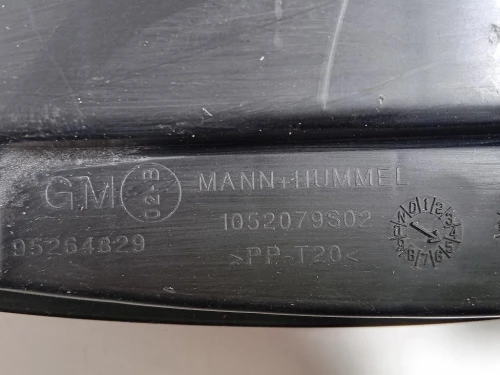 GM 02-B MANN+HUMMEL
95264829 1052079S02
>PP-T20<